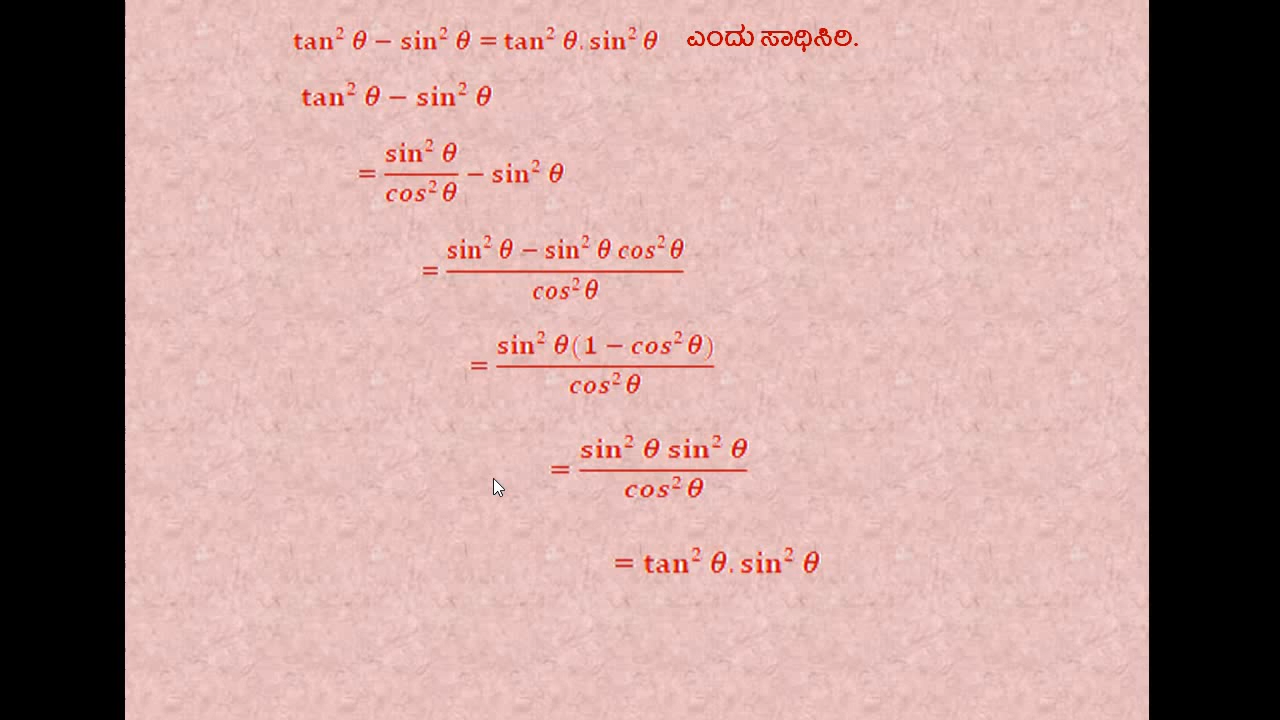 tan² θ − sin² θ = tan² θ. sin² θ ಎಂದು ಸಾಧಿಸಿರಿ.
tan² θ − sin² θ
= sin² θ / cos² θ − sin² θ
= (sin² θ − sin² θ cos² θ) / cos² θ
= sin² θ(1 − cos² θ) / cos² θ
= sin² θ sin² θ / cos² θ
= tan² θ. sin² θ